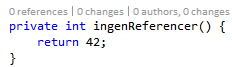 0 references | 0 changes | 0 authors, 0 changes
private int ingenReferencer() {
    return 42;
}